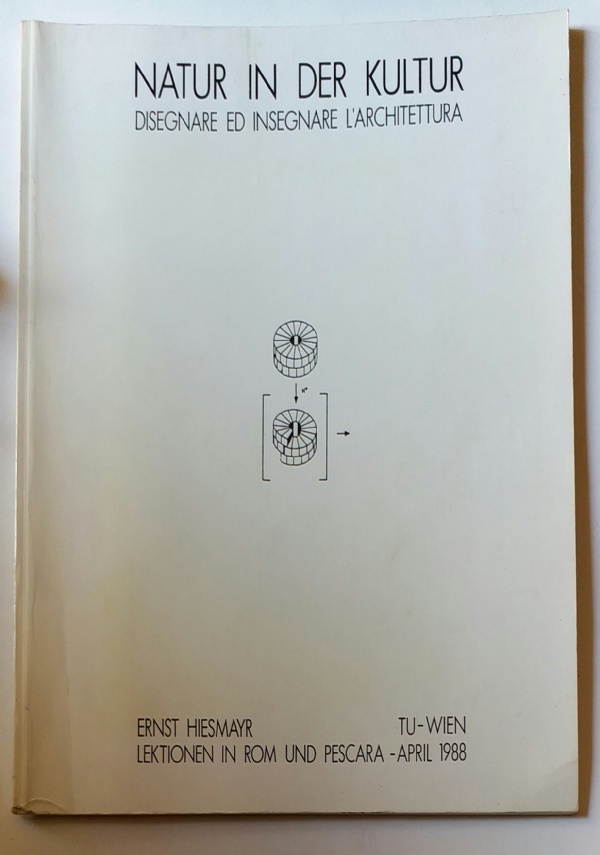 NATUR IN DER KULTUR
DISEGNARE ED INSEGNARE L'ARCHITETTURA
ERNST HIESMAYR TU-WIEN
LEKTIONEN IN ROM UND PESCARA - APRIL 1988